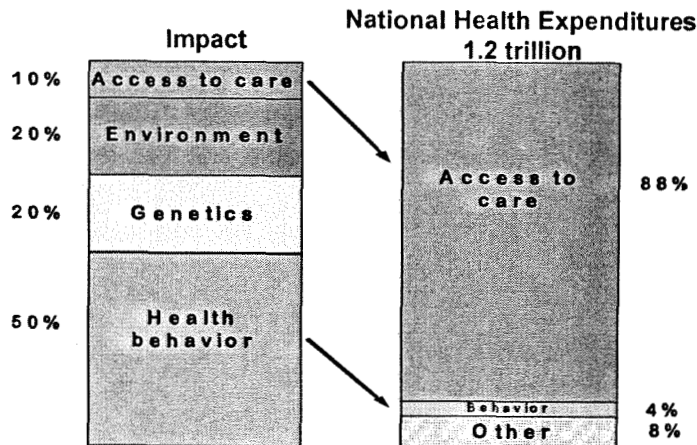 Impact
10% Access to care
20% Environment
20% Genetics
50% Health
behavior
National Health Expenditures
1.2 trillion
Access to
care
88%
Behavior 4%
Other 8%